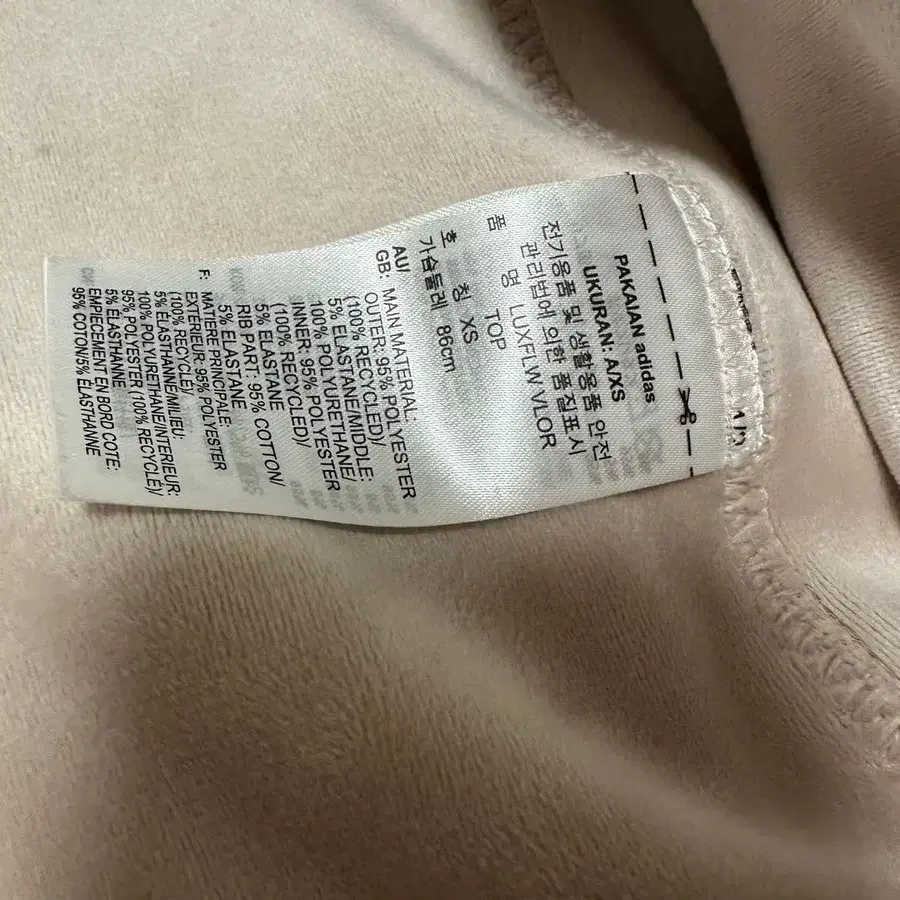 PAKAIAN adidas
UKURAN: A/XS
전기용품 및 생활용품 안전
관리법에 의한 품질표시
품 명 LUXFLW VLOR
TOP
호 칭 XS
가슴둘레 86cm
AU/
GB: MAIN MATERIAL:
OUTER: 95% POLYESTER
(100% RECYCLED)/
5% ELASTANE/MIDDLE:
100% POLYURETHANE/
INNER: 95% POLYESTER
(100% RECYCLED)/
5% ELASTANE
RIB PART: 95% COTTON/
5% ELASTANE
F: MATIERE PRINCIPALE:
EXTERIEUR: 95% POLYESTER
(100% RECYCLÉ)/
5% ÉLASTHANNE/MILIEU:
100% POLYURETHANE/INTERIEUR:
95% POLYESTER (100% RECYCLÉ)/
5% ÉLASTHANNE
EMPIECEMENT EN BORD COTE:
95% COTON/5% ÉLASTHANNE